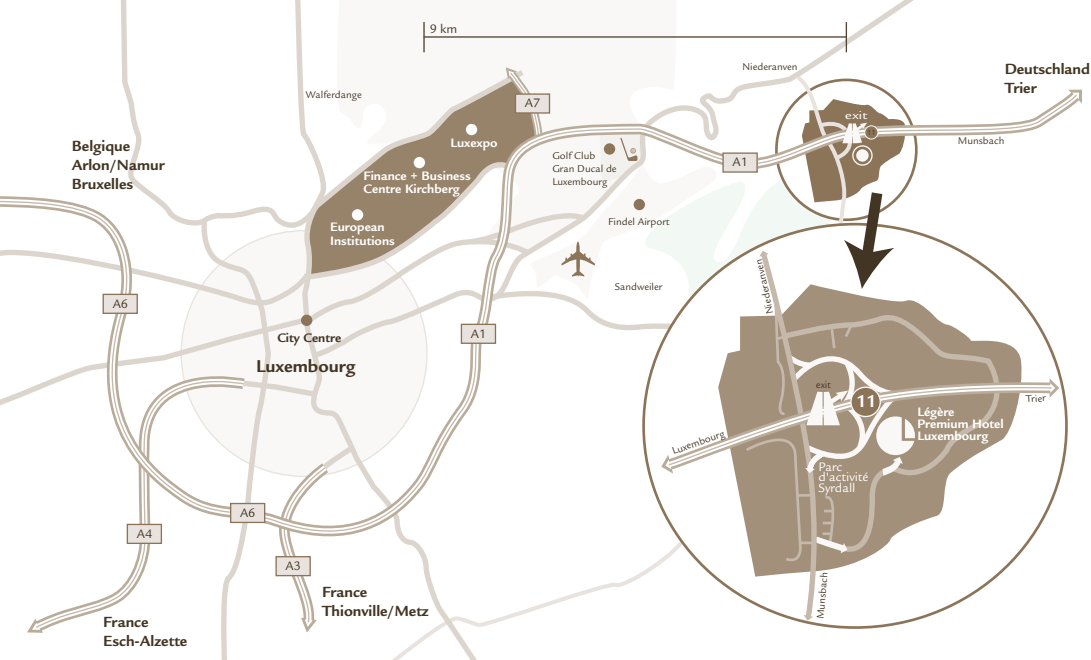 9 km
Niederanven
Deutschland
Trier
Walferdange
A7
exit
11
Munsbach
Belgique
Arlon/Namur
Bruxelles
Luxexpo
Golf Club
Gran Ducal de
Luxembourg
A1
Finance + Business
Centre Kirchberg
European
Institutions
Findel Airport
Sandweiler
Niederanven
A6
City Centre
A1
Luxembourg
exit
11
Trier
Légère
Premium Hotel
Luxembourg
Luxembourg
Parc
d'activité
Syrdall
A6
A4
A3
Munsbach
France
Thionville/Metz
France
Esch-Alzette